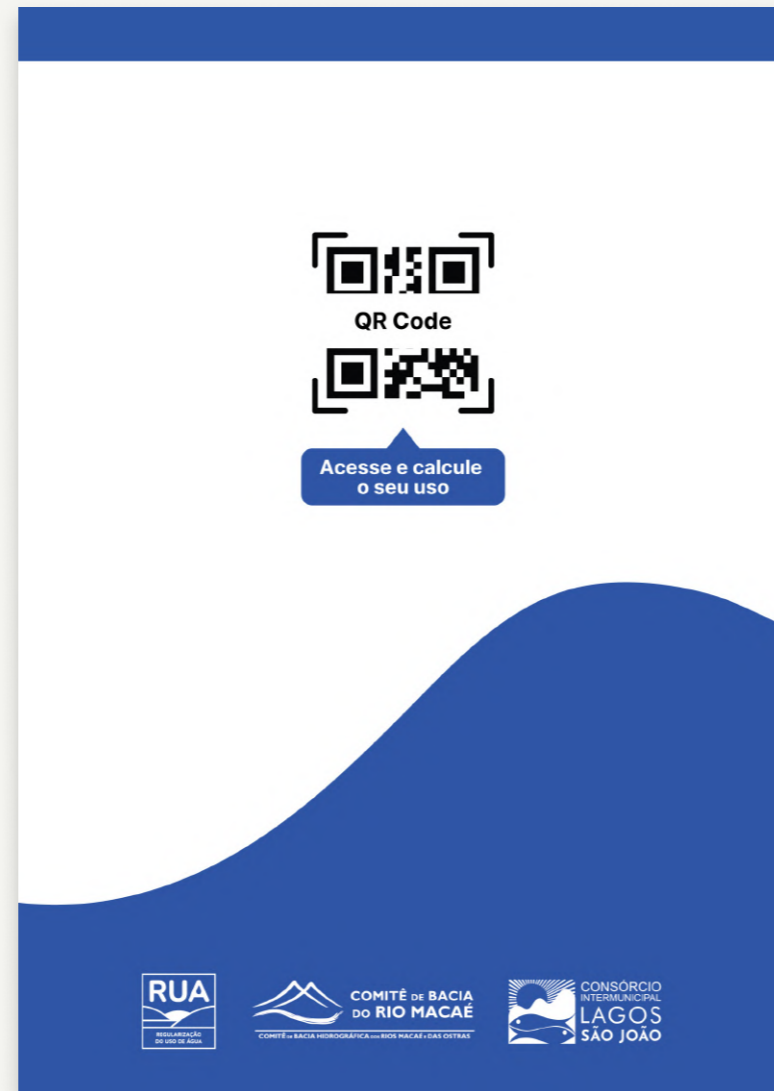 QR Code
Acesse e calcule
o seu uso
RUA
REGULARIZAÇÃO
DO USO DE ÁGUA
COMITÊ DE BACIA
DO RIO MACAÉ
COMITÊ DE BACIA HIDROGRÁFICA DOS RIOS MACAÉ E DAS OSTRAS
CONSÓRCIO
INTERMUNICIPAL
LAGOS
SÃO JOÃO